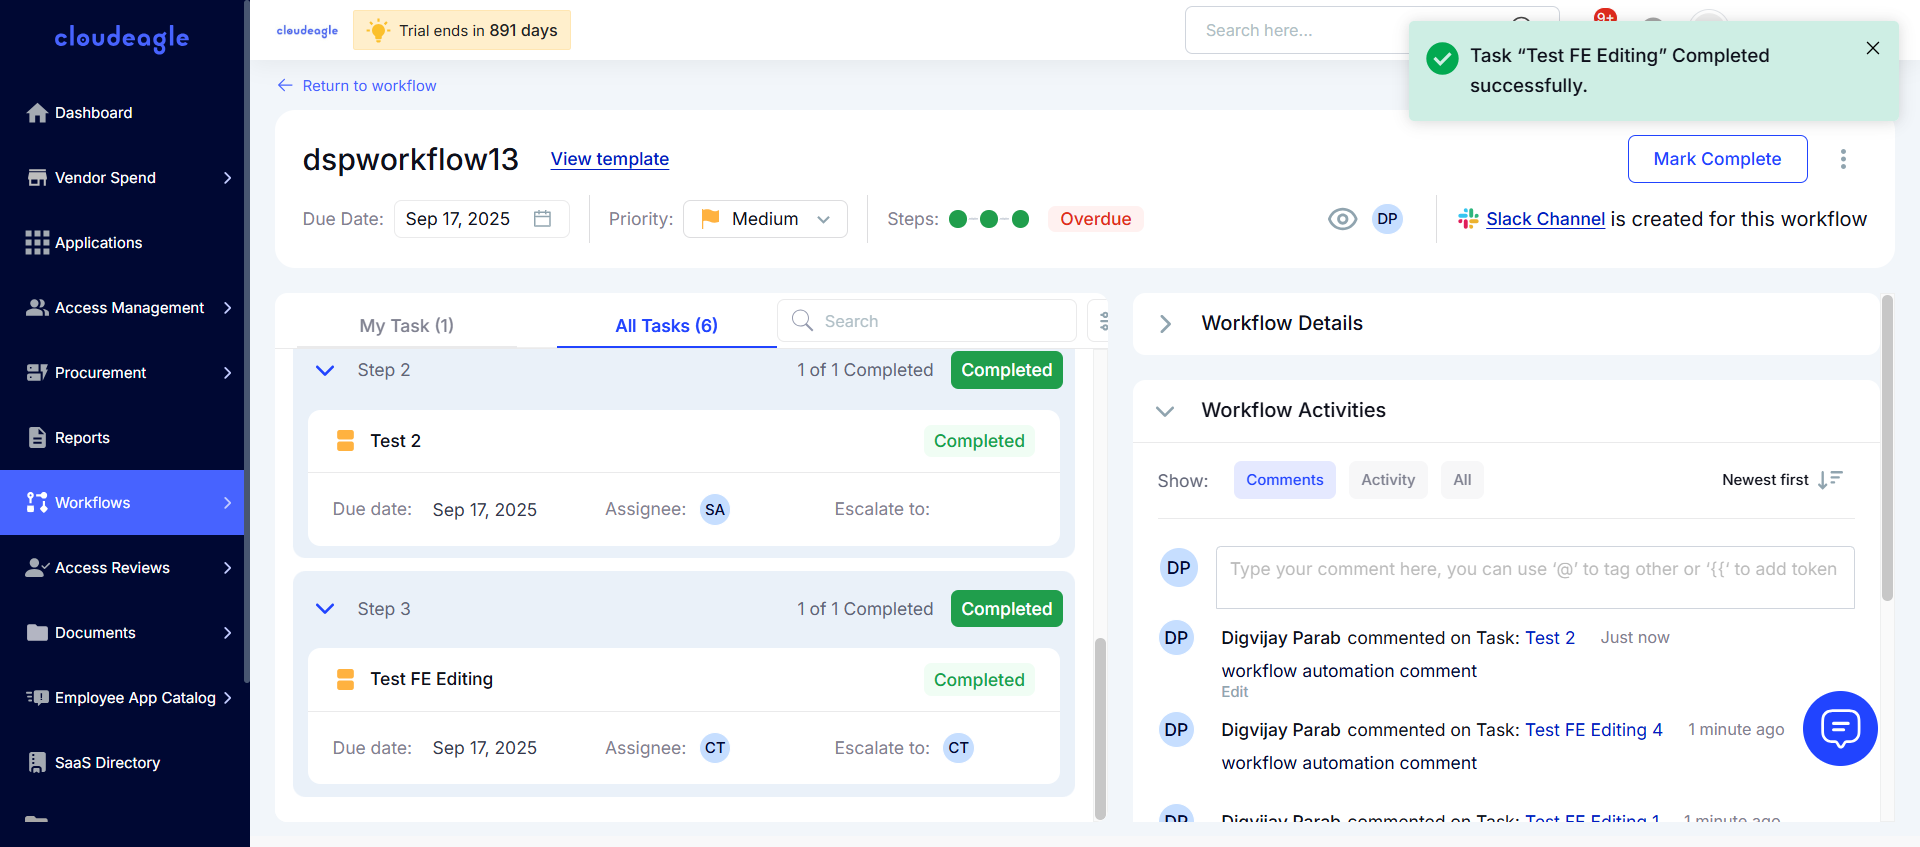 cloudeagle
Dashboard
Vendor Spend
Applications
Access Management
Procurement
Reports
Workflows
Access Reviews
Documents
Employee App Catalog
SaaS Directory
cloudeagle
Trial ends in 891 days
Search here...
9+
Task “Test FE Editing” Completed
successfully.
Return to workflow
dspworkflow13
View template
Mark Complete
Due Date: Sep 17, 2025
Priority: Medium
Steps: Overdue
DP
Slack Channel is created for this workflow
My Task (1)
All Tasks (6)
Search
Step 2
1 of 1 Completed
Completed
Test 2
Completed
Due date: Sep 17, 2025
Assignee: SA
Escalate to:
Step 3
1 of 1 Completed
Completed
Test FE Editing
Completed
Due date: Sep 17, 2025
Assignee: CT
Escalate to: CT
Workflow Details
Workflow Activities
Show: Comments Activity All
Newest first
DP
Type your comment here, you can use ‘@’ to tag other or ‘{{‘ to add token
DP
Digvijay Parab commented on Task: Test 2 Just now
workflow automation comment
Edit
DP
Digvijay Parab commented on Task: Test FE Editing 4 1 minute ago
workflow automation comment
DP
Digvijay Parab commented on Task: Test FE Editing 1 1 minute ago